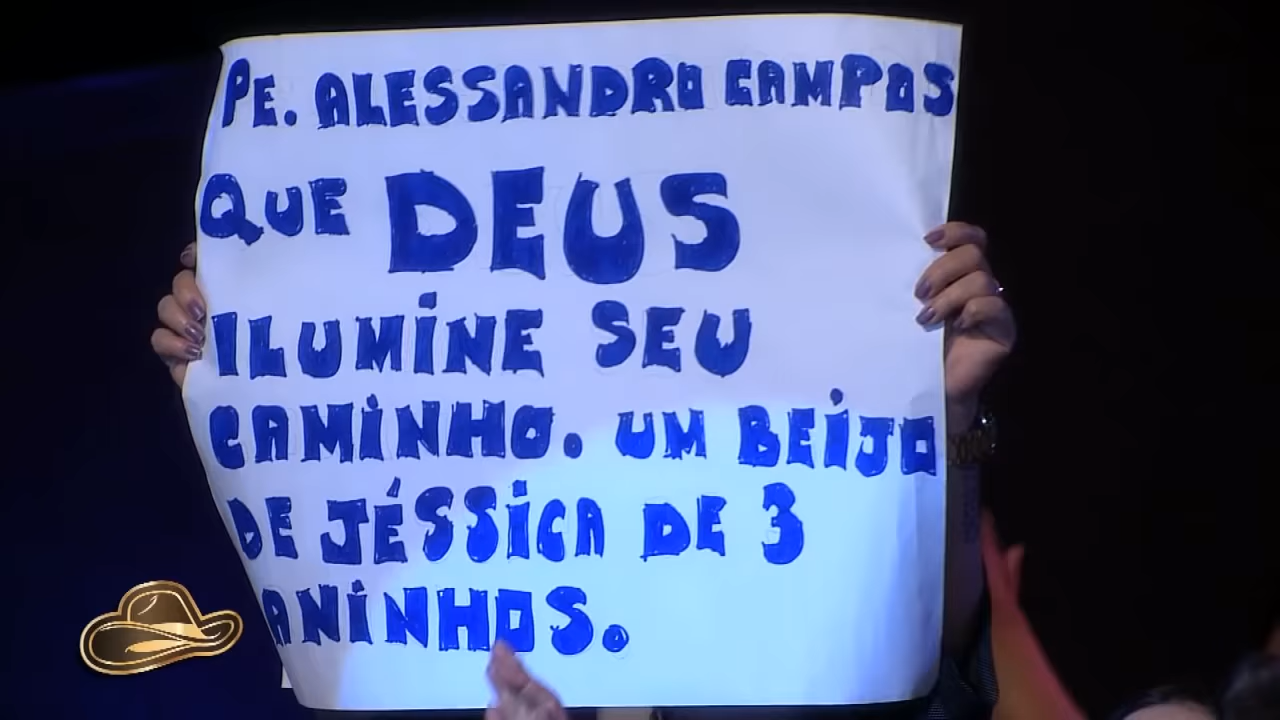 PE. ALESSANDRO CAMPOS
QUE DEUS
ILUMINE SEU
CAMINHO. UM BEIJO
DE JÉSSICA DE 3
ANINHOS.